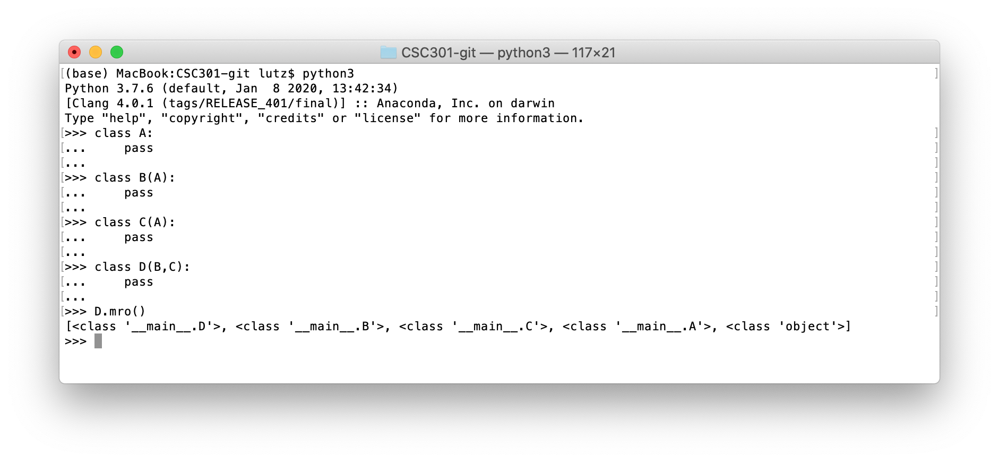 CSC301-git — python3 — 117×21
[(base) MacBook:CSC301-git lutz$ python3 ]
Python 3.7.6 (default, Jan  8 2020, 13:42:34)
[Clang 4.0.1 (tags/RELEASE_401/final)] :: Anaconda, Inc. on darwin
Type "help", "copyright", "credits" or "license" for more information.
[>>> class A: ]
[...     pass ]
[... ]
[>>> class B(A): ]
[...     pass ]
[... ]
[>>> class C(A): ]
[...     pass ]
[... ]
[>>> class D(B,C): ]
[...     pass ]
[... ]
[>>> D.mro() ]
[<class '__main__.D'>, <class '__main__.B'>, <class '__main__.C'>, <class '__main__.A'>, <class 'object'>]
>>>